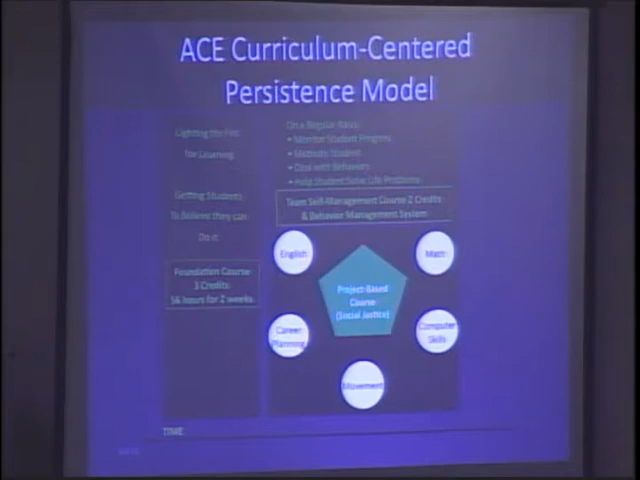 ACE Curriculum-Centered
Persistence Model
Lighting the Fire
for Learning
Getting Students
To Believe they can
Do it
Foundation Course
3 Credits
56 hours for 2 weeks
On a Regular Basis:
• Monitor Student Progress
• Motivate Student
• Deal with Behaviors
• Help Student Solve Life Problems
Team Self-Management Course 2 Credits
& Behavior Management System
English
Math
Project-Based
Course
(Social Justice)
Career
Planning
Computer
Skills
Movement
TIME